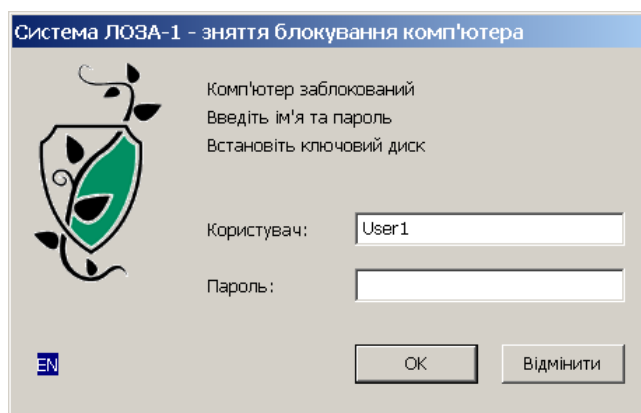 Система ЛОЗА-1 - зняття блокування комп'ютера
Комп'ютер заблокований
Введіть ім'я та пароль
Встановіть ключовий диск
Користувач: User1
Пароль:
EN
OK
Відмінити